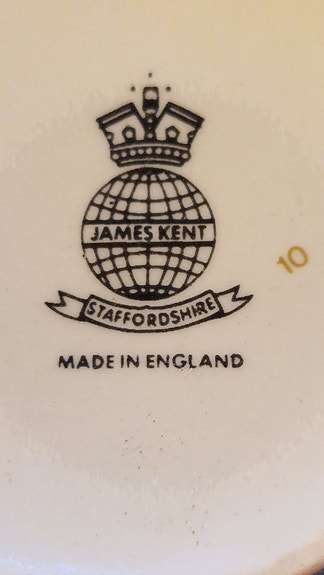 JAMES KENT
STAFFORDSHIRE
MADE IN ENGLAND
10